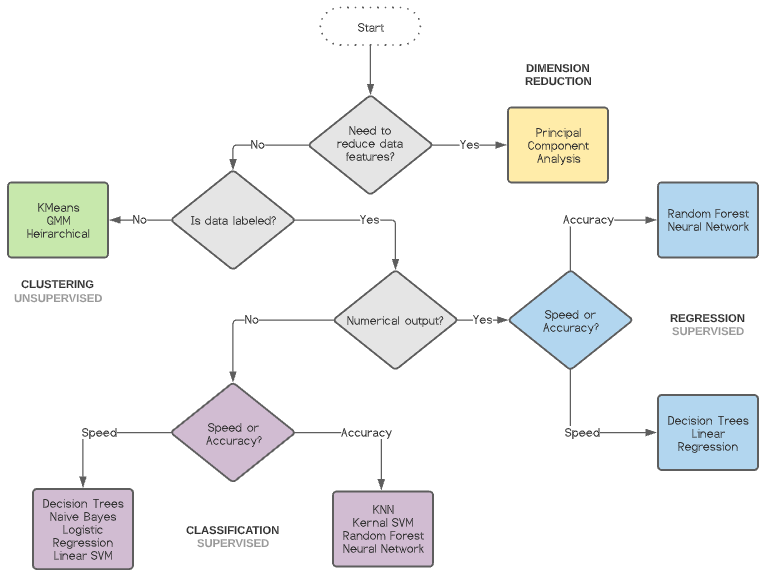 Start
DIMENSION
REDUCTION
Need to
reduce data
features?
No
Yes
Principal
Component
Analysis
KMeans
GMM
Heirarchical
No
Is data labeled?
Yes
Accuracy
Random Forest
Neural Network
CLUSTERING
UNSUPERVISED
No
Numerical output?
Yes
Speed or
Accuracy?
REGRESSION
SUPERVISED
Speed
Speed or
Accuracy?
Accuracy
Speed
Decision Trees
Linear
Regression
Decision Trees
Naive Bayes
Logistic
Regression
Linear SVM
CLASSIFICATION
SUPERVISED
KNN
Kernal SVM
Random Forest
Neural Network